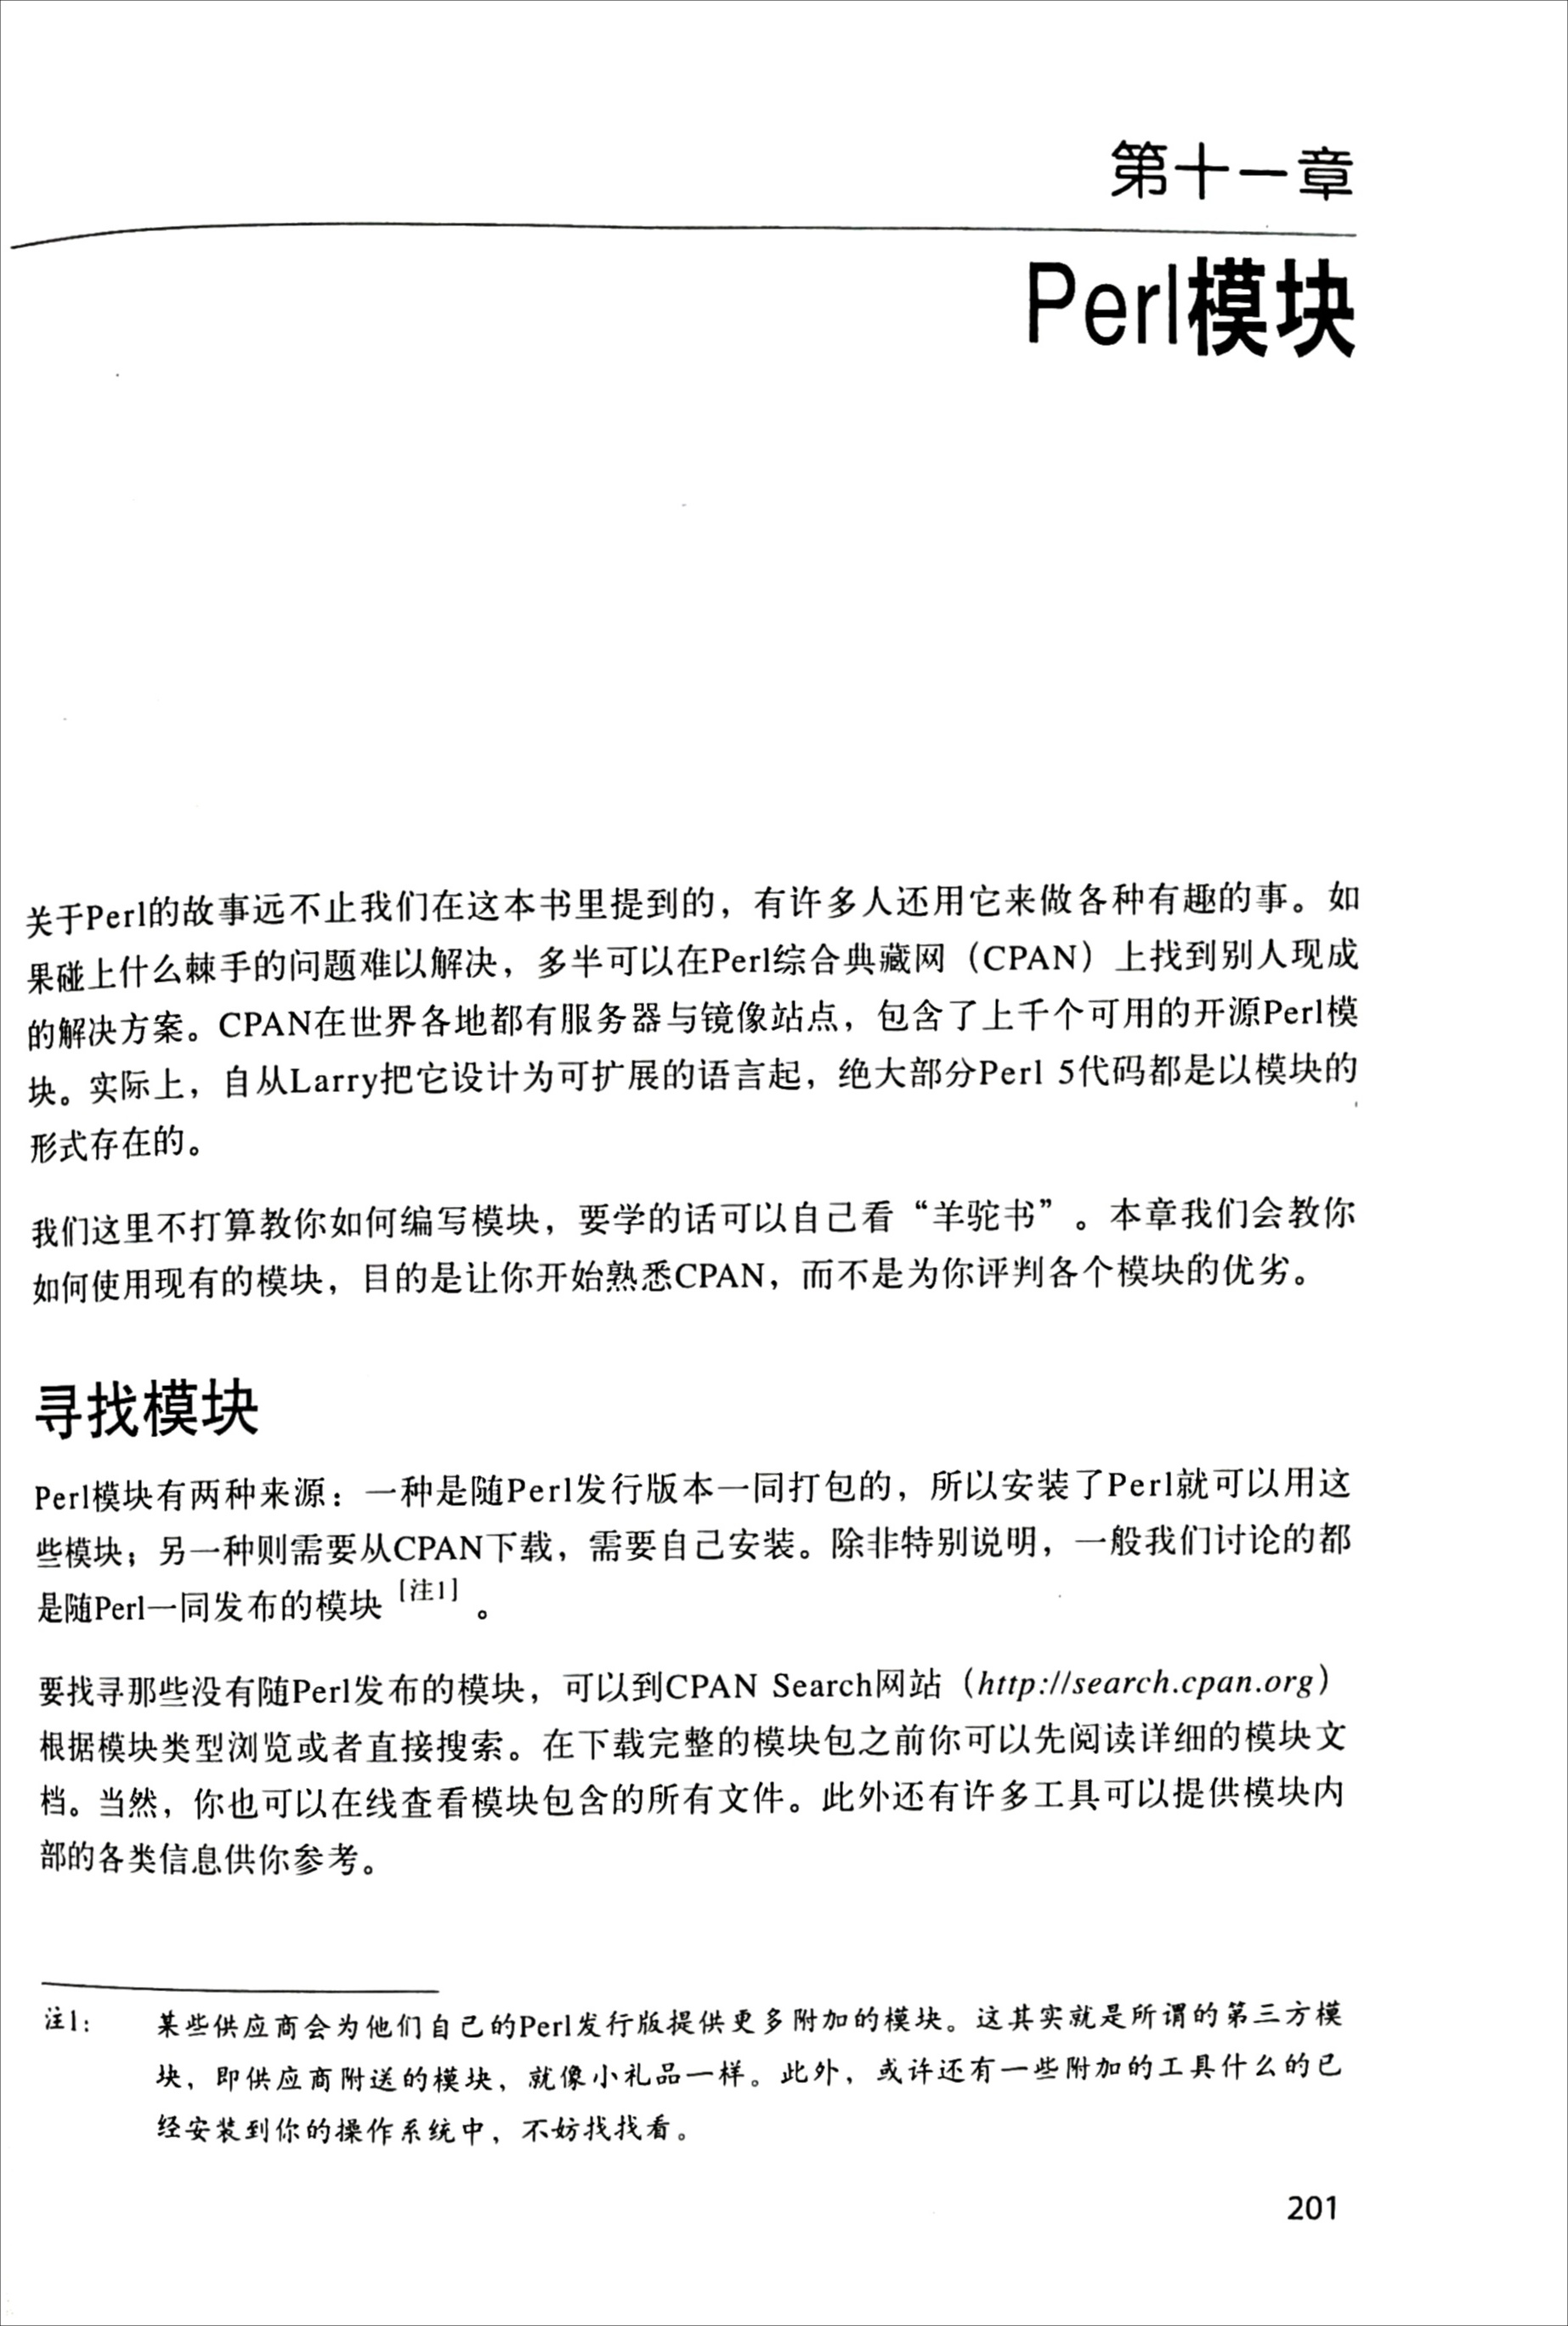 第十一章
Perl模块
关于Perl的故事远不止我们在这本书里提到的，有许多人还用它来做各种有趣的事。如
果碰上什么棘手的问题难以解决，多半可以在Perl综合典藏网（CPAN）上找到别人现成
的解决方案。CPAN在世界各地都有服务器与镜像站点，包含了上千个可用的开源Perl模
块。实际上，自从Larry把它设计为可扩展的语言起，绝大部分Perl 5代码都是以模块的
形式存在的。
我们这里不打算教你如何编写模块，要学的话可以自己看“羊驼书”。本章我们会教你
如何使用现有的模块，目的是让你开始熟悉CPAN，而不是为你评判各个模块的优劣。
寻找模块
Perl模块有两种来源：一种是随Perl发行版本一同打包的，所以安装了Perl就可以用这
些模块；另一种则需要从CPAN下载，需要自己安装。除非特别说明，一般我们讨论的都
是随Perl一同发布的模块[注1]。
要找寻那些没有随Perl发布的模块，可以到CPAN Search网站（http://search.cpan.org）
根据模块类型浏览或者直接搜索。在下载完整的模块包之前你可以先阅读详细的模块文
档。当然，你也可以在线查看模块包含的所有文件。此外还有许多工具可以提供模块内
部的各类信息供你参考。
注1： 某些供应商会为他们自己的Perl发行版提供更多附加的模块。这其实就是所谓的第三方模
块，即供应商附送的模块，就像小礼品一样。此外，或许还有一些附加的工具什么的已
经安装到你的操作系统中，不妨找找看。
201